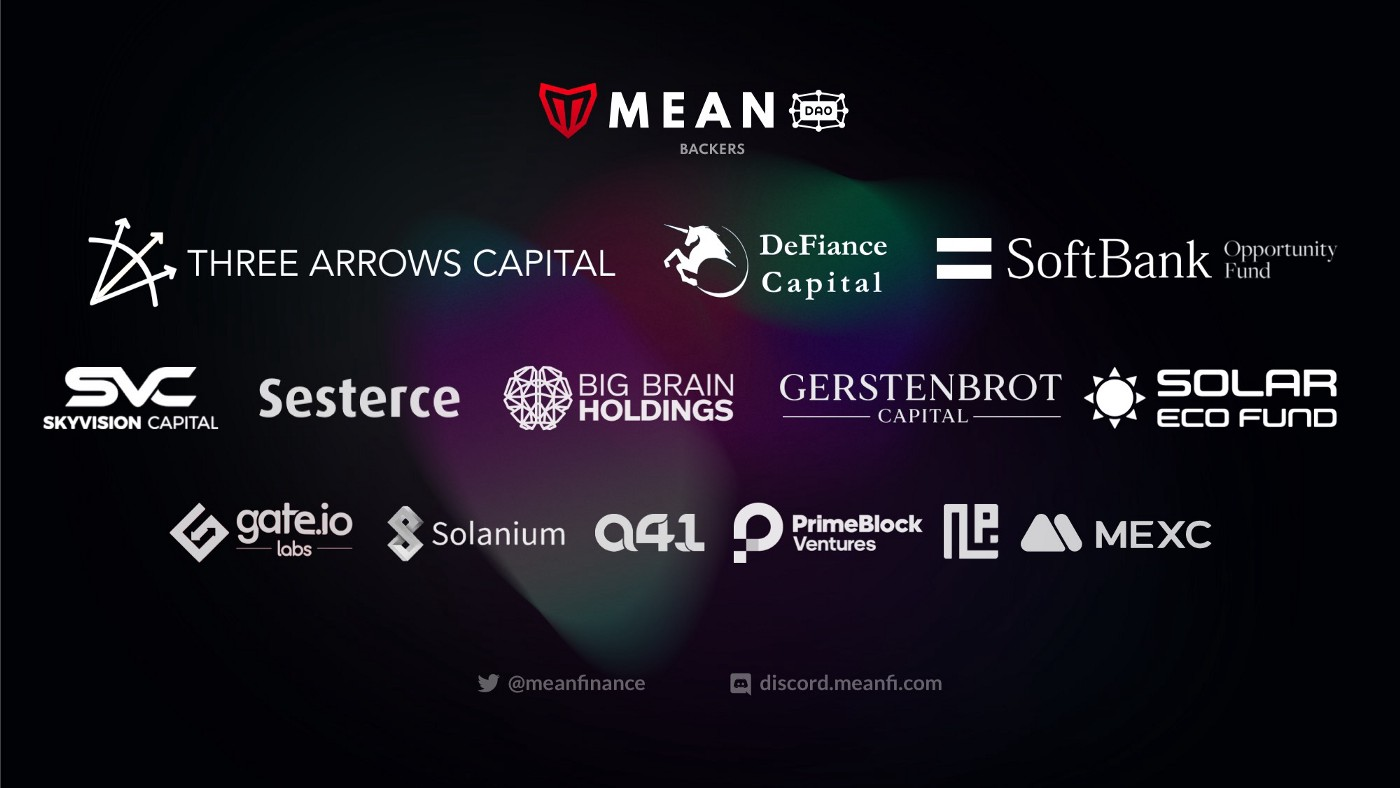 MEAN DAO
BACKERS
THREE ARROWS CAPITAL
DeFiance
Capital
SoftBank Opportunity
Fund
SVC
SKYVISION CAPITAL
Sesterce
BIG BRAIN
HOLDINGS
GERSTENBROT
CAPITAL
SOLAR
ECO FUND
gate.io
labs
Solanium
a41
PrimeBlock
Ventures
MEXC
@meanfinance
discord.meanfi.com